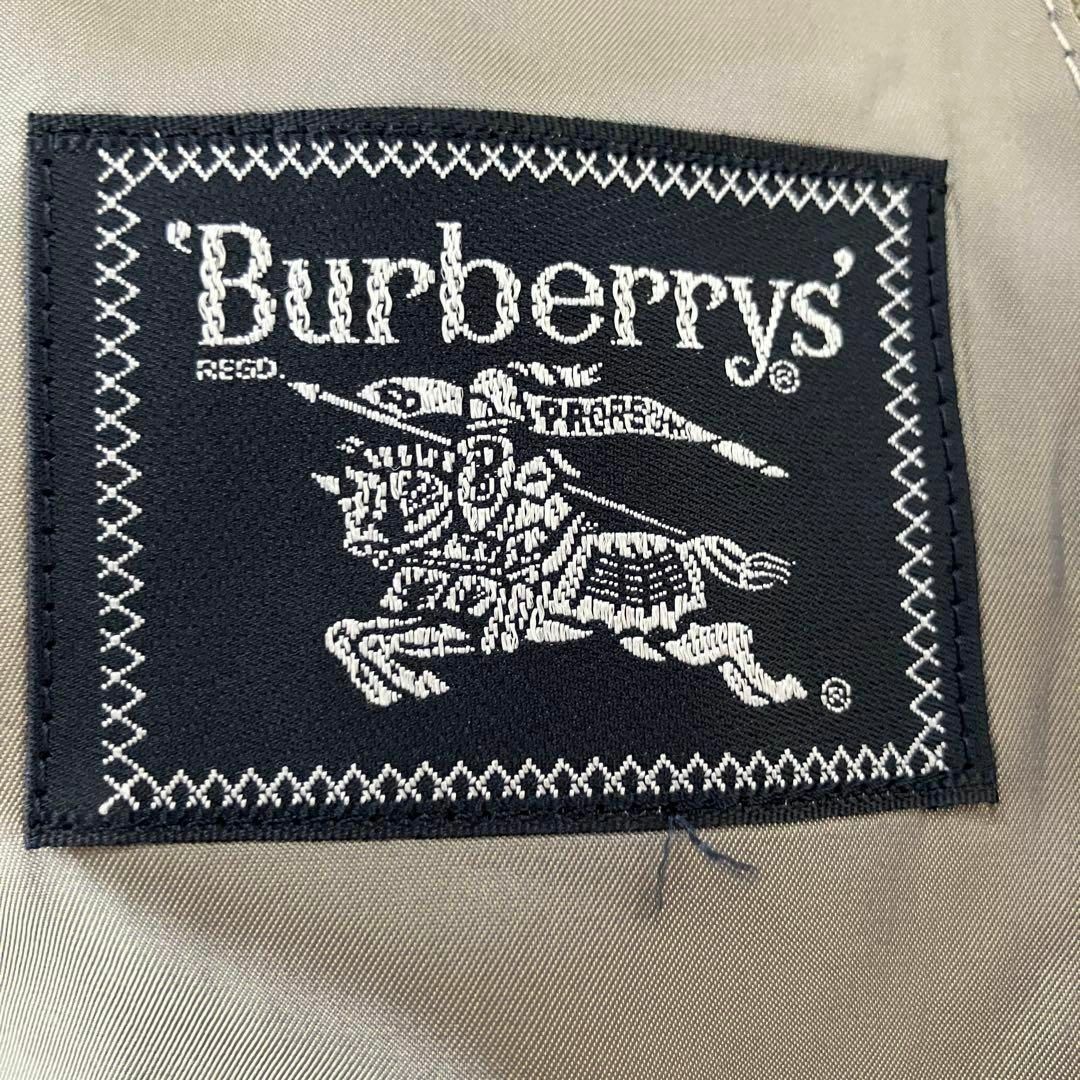 'Burberrys'
REGD. ®
PRORSUM
®